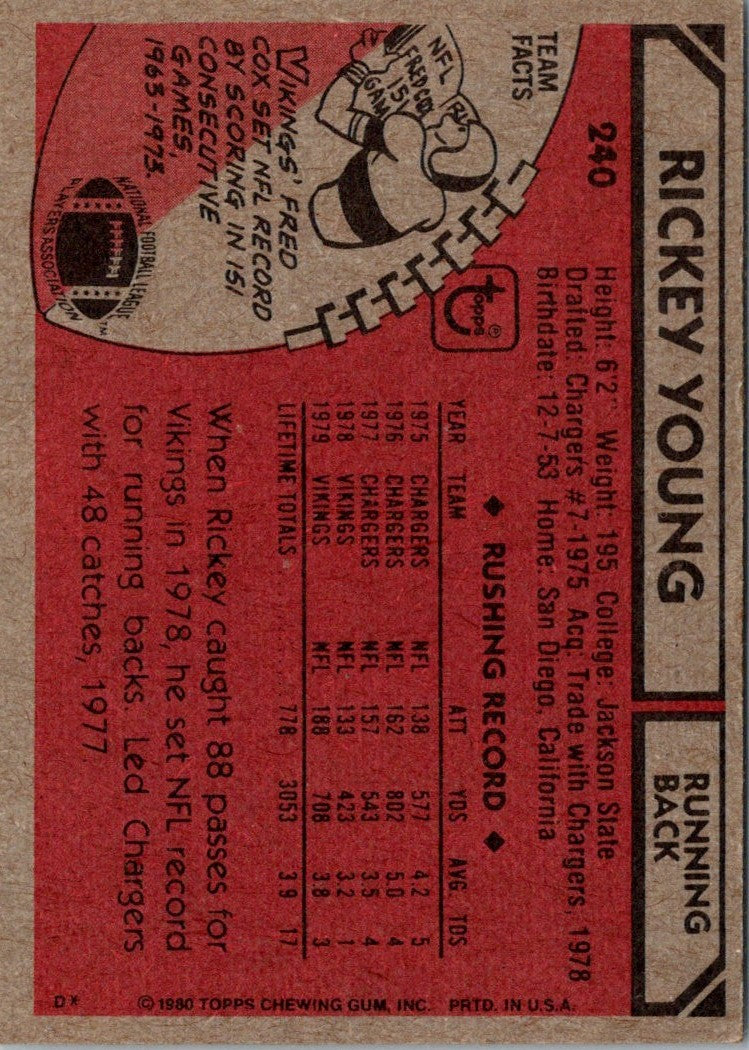 RICKEY YOUNG
RUNNING
BACK
240
Height: 6'2" Weight: 195 College: Jackson State
Drafted: Chargers #7-1975 Acq. Trade with Chargers, 1978
Birthdate: 12-7-53 Home: San Diego, California
TEAM
FACTS
NFL
FRED COX
151
GAM
VIKINGS' FRED
COX SET NFL RECORD
BY SCORING IN 151
CONSECUTIVE
GAMES,
1963-1973.
NATIONAL FOOTBALL LEAGUE
PLAYERS ASSOCIATION
TM
topps ®
◆ RUSHING RECORD ◆
YEAR TEAM ATT YDS AVG TDS
1975 CHARGERS NFL 138 577 4.2 5
1976 CHARGERS NFL 162 802 5.0 4
1977 CHARGERS NFL 157 543 3.5 4
1978 VIKINGS NFL 133 423 3.2 1
1979 VIKINGS NFL 188 708 3.8 3
LIFETIME TOTALS 778 3053 3.9 17
When Rickey caught 88 passes for
Vikings in 1978, he set NFL record
for running backs. Led Chargers
with 48 catches, 1977.
D*
© 1980 TOPPS CHEWING GUM, INC. PRTD. IN U.S.A.